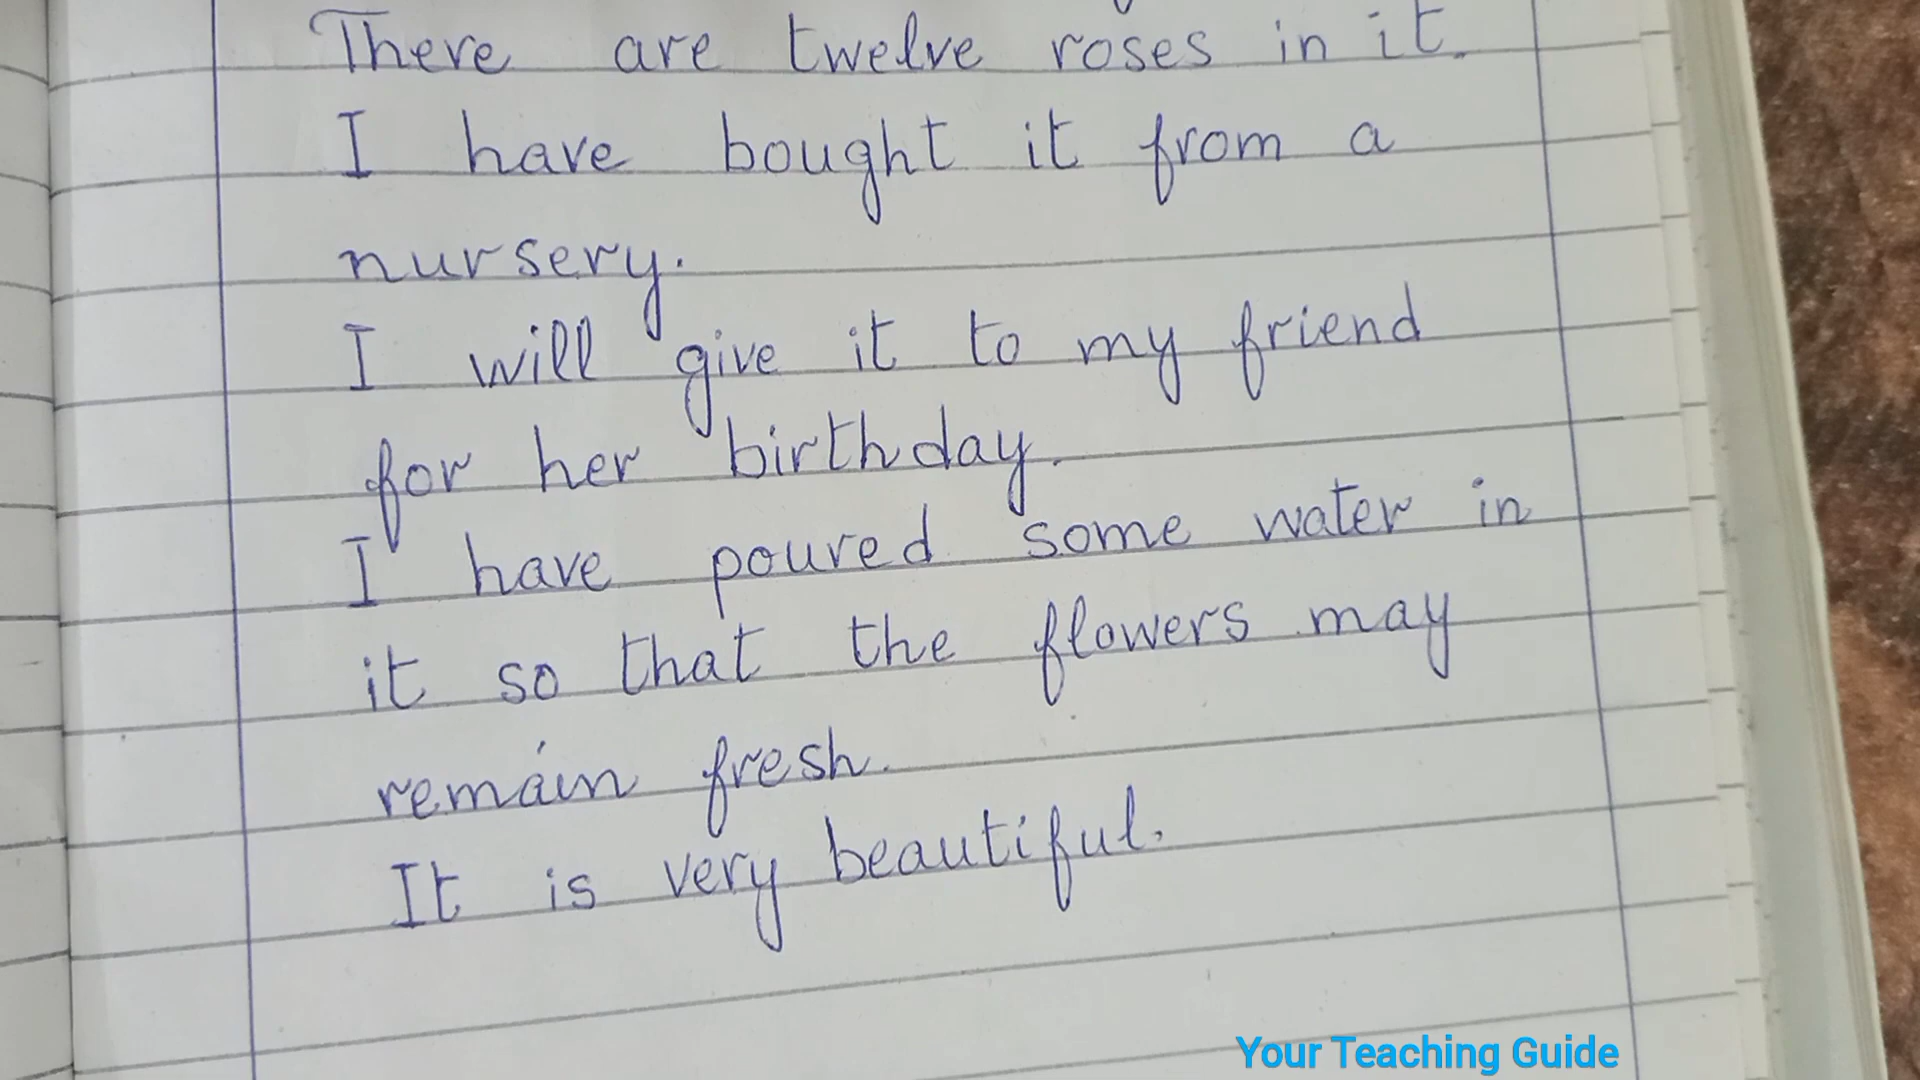 There are twelve roses in it.
I have bought it from a
nursery.
I will give it to my friend
for her birthday.
I have poured some water in
it so that the flowers may
remain fresh.
It is very beautiful.
Your Teaching Guide